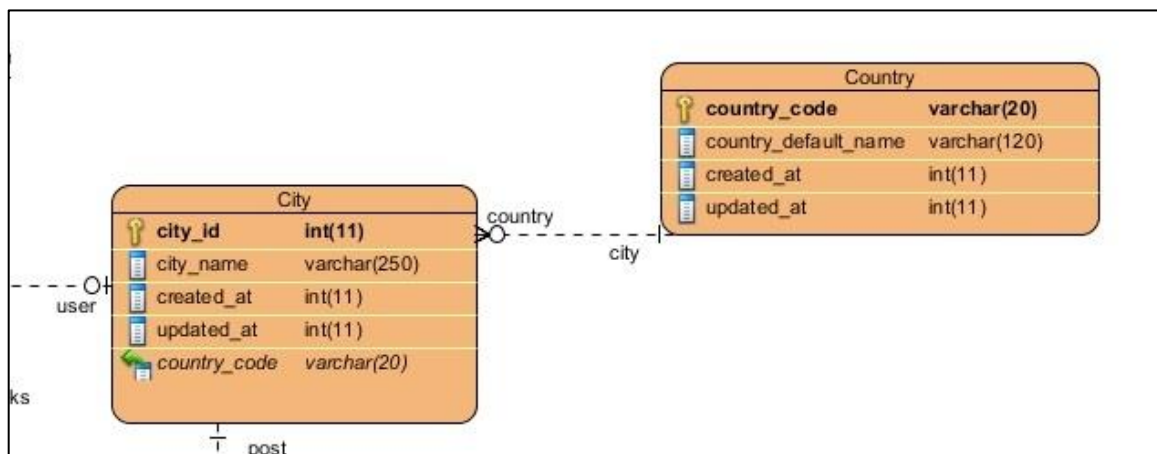 Country
country_code varchar(20)
country_default_name varchar(120)
created_at int(11)
updated_at int(11)
City
city_id int(11)
city_name varchar(250)
created_at int(11)
updated_at int(11)
country_code varchar(20)
country
city
user
ks
post